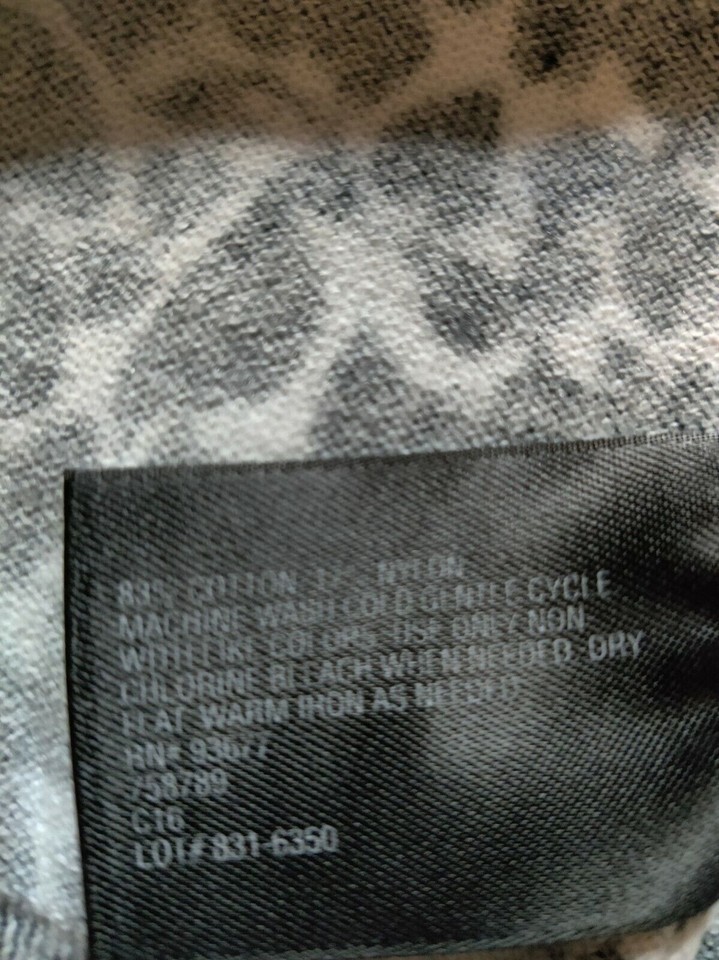 83% COTTON, 17% NYLON
MACHINE WASH COLD GENTLE CYCLE
WITH LIKE COLORS. USE ONLY NON-
CHLORINE BLEACH WHEN NEEDED. DRY
FLAT. WARM IRON AS NEEDED
RN# 93677
758789
C16
LOT# 831-6350